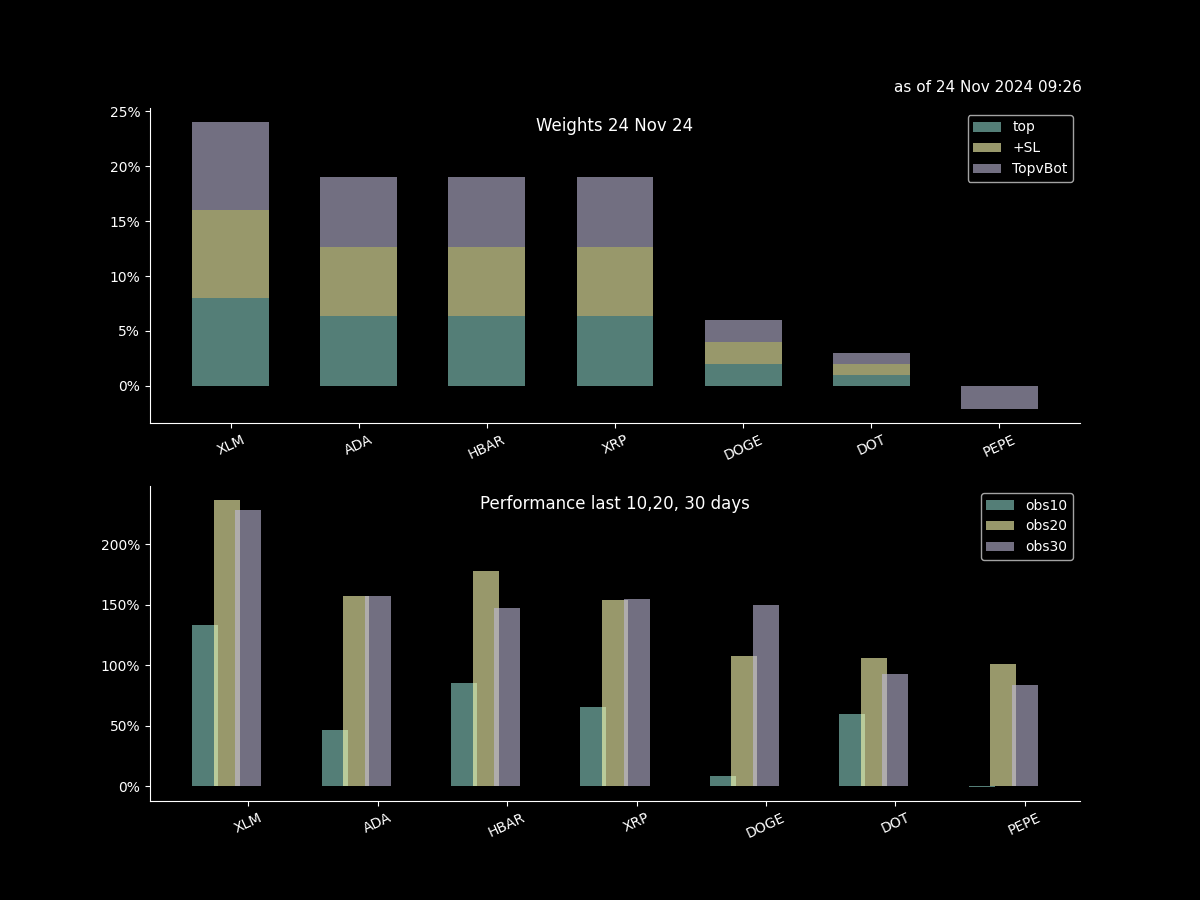 as of 24 Nov 2024 09:26
Weights 24 Nov 24
top
+SL
TopvBot
25%
20%
15%
10%
5%
0%
XLM ADA HBAR XRP DOGE DOT PEPE
Performance last 10,20, 30 days
obs10
obs20
obs30
200%
150%
100%
50%
0%
XLM ADA HBAR XRP DOGE DOT PEPE